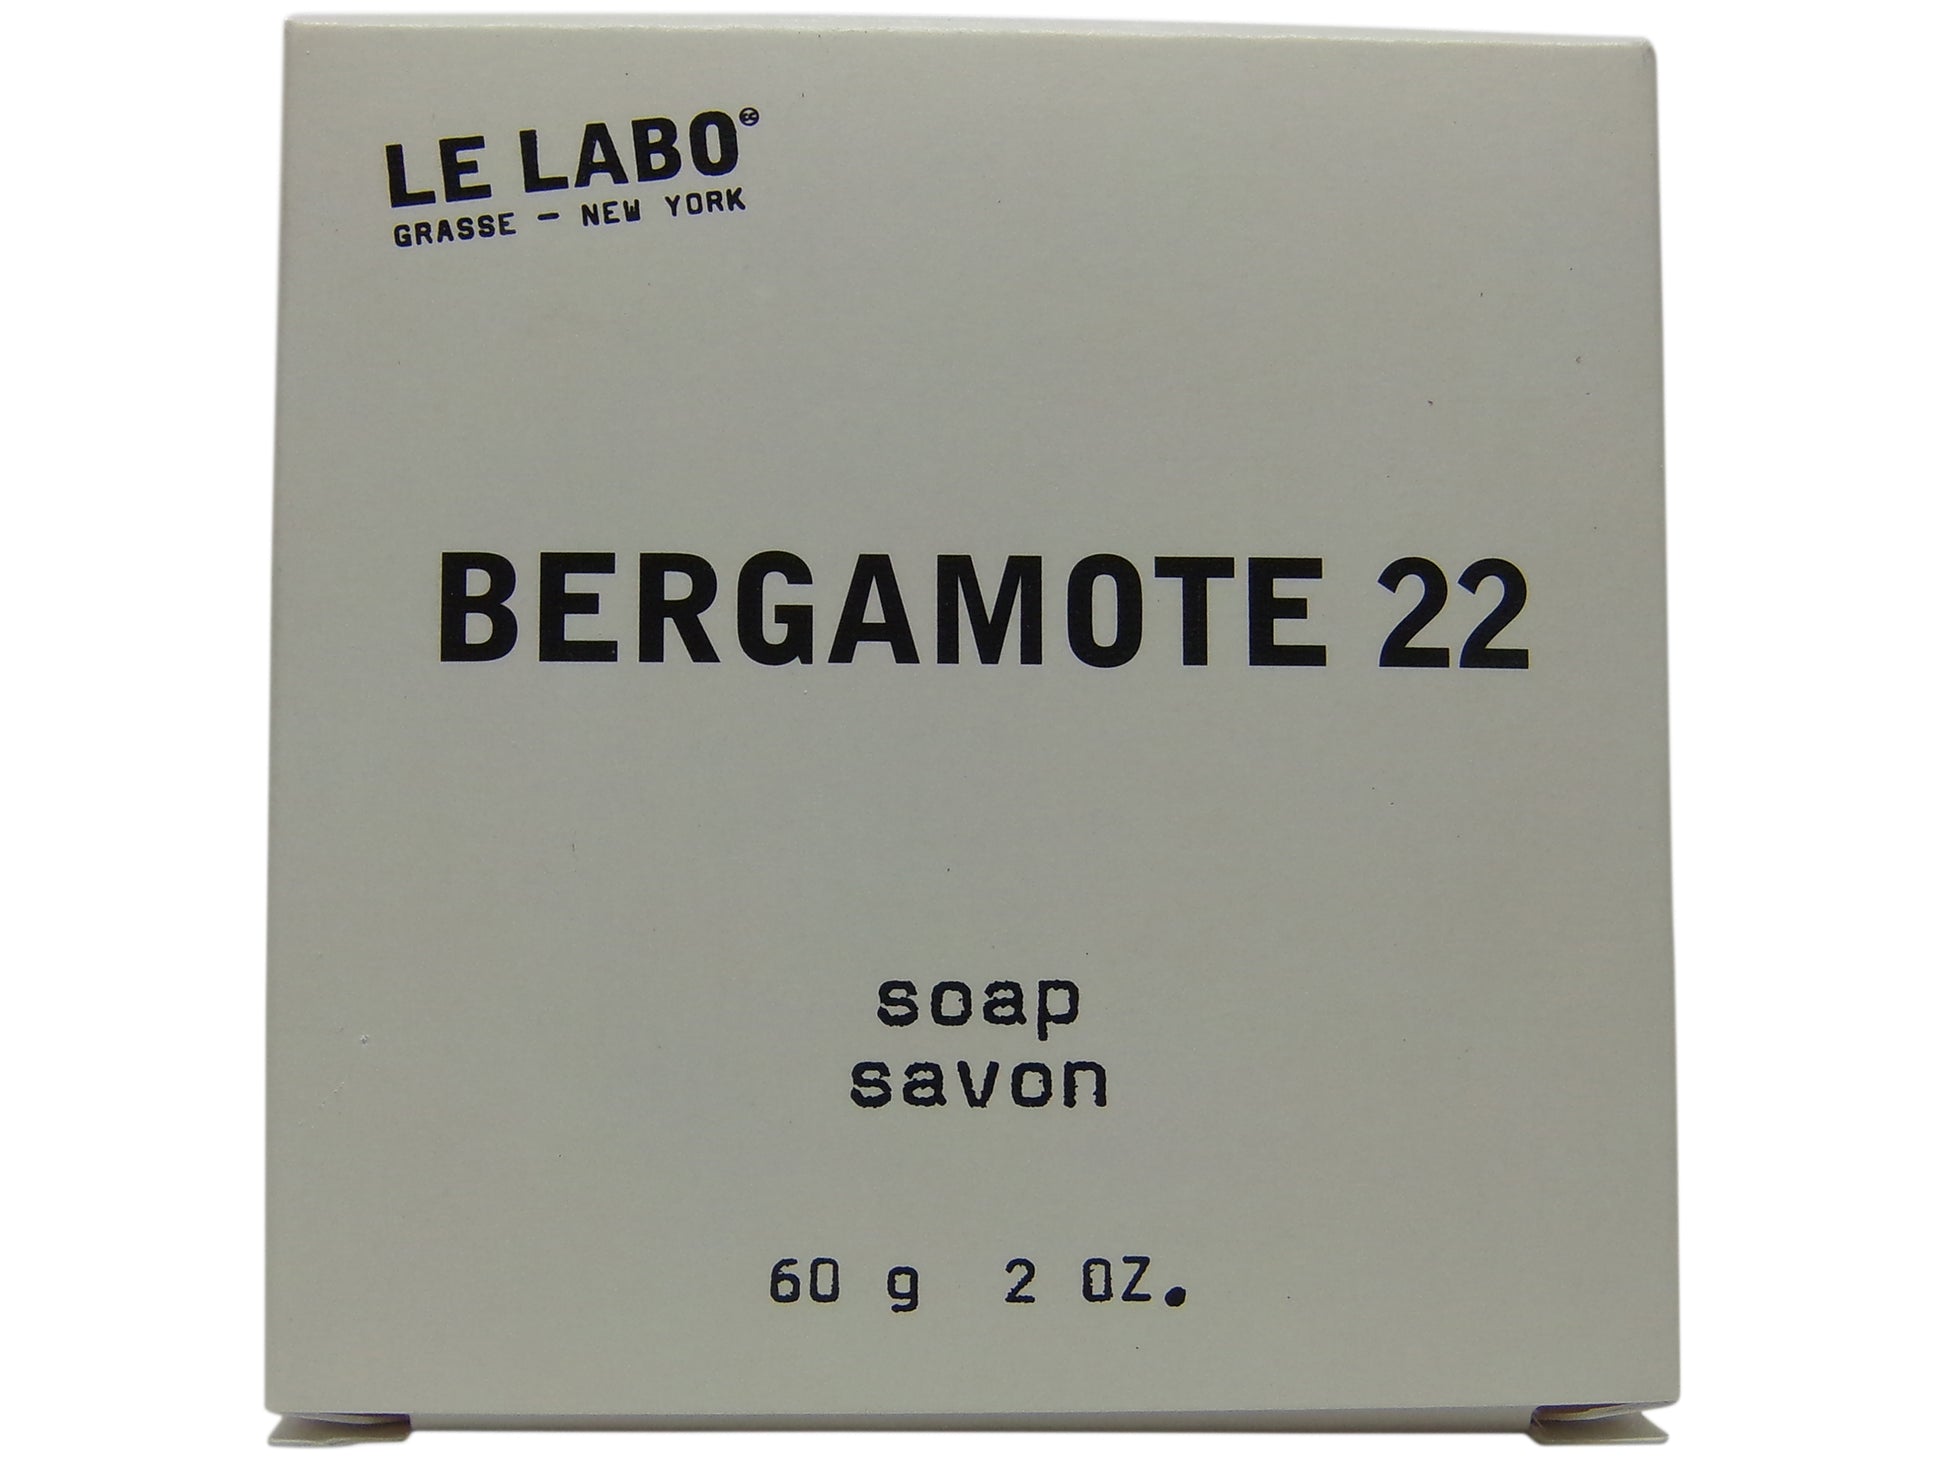 LE LABO
GRASSE — NEW YORK
BERGAMOTE 22
soap
savon
60 g 2 OZ.